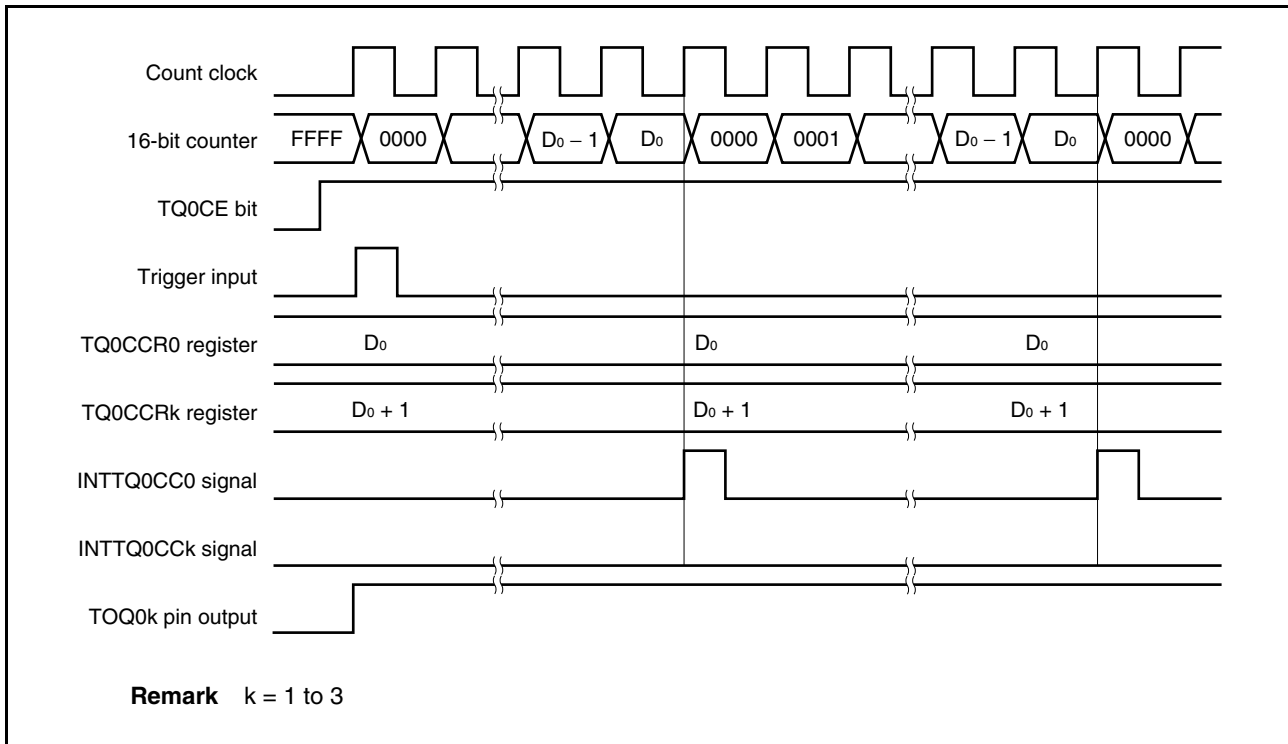 Count clock
16-bit counter FFFF 0000 D₀ − 1 D₀ 0000 0001 D₀ − 1 D₀ 0000
TQ0CE bit
Trigger input
TQ0CCR0 register D₀ D₀ D₀
TQ0CCRk register D₀ + 1 D₀ + 1 D₀ + 1
INTTQ0CC0 signal
INTTQ0CCk signal
TOQ0k pin output
Remark k = 1 to 3